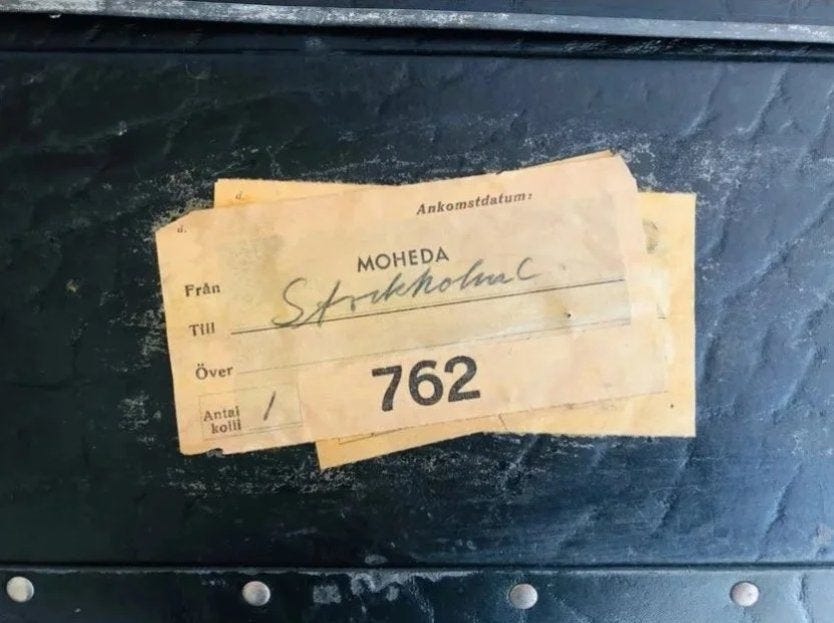 d.
d. Ankomstdatum:
Från MOHEDA
Till Stockholm C
Över
Antal 1
kolli
762